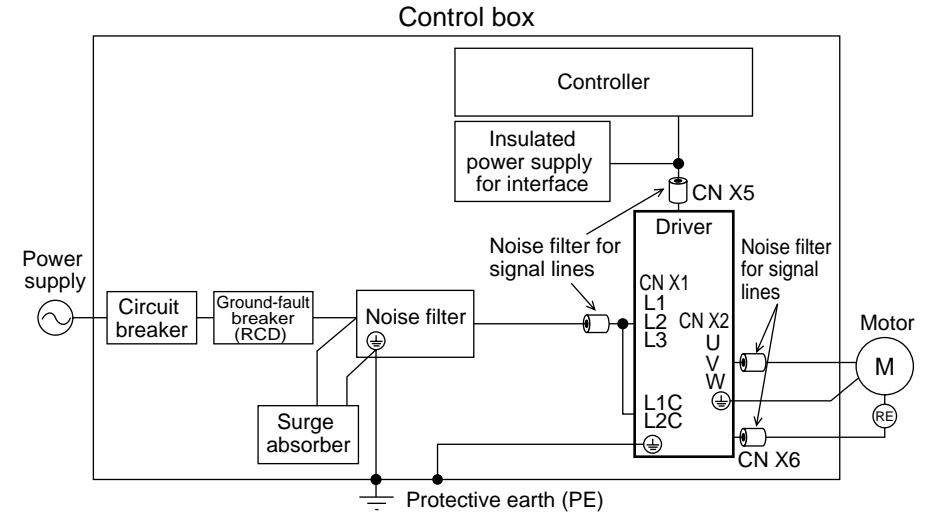 Control box
Controller
Insulated
power supply
for interface
CN X5
Driver
Noise filter for
signal lines
Noise filter
for signal
lines
Power
supply
Circuit
breaker
Ground-fault
breaker
(RCD)
Noise filter
CN X1
L1
L2
L3
CN X2
U
V
W
Motor
M
RE
L1C
L2C
Surge
absorber
CN X6
Protective earth (PE)